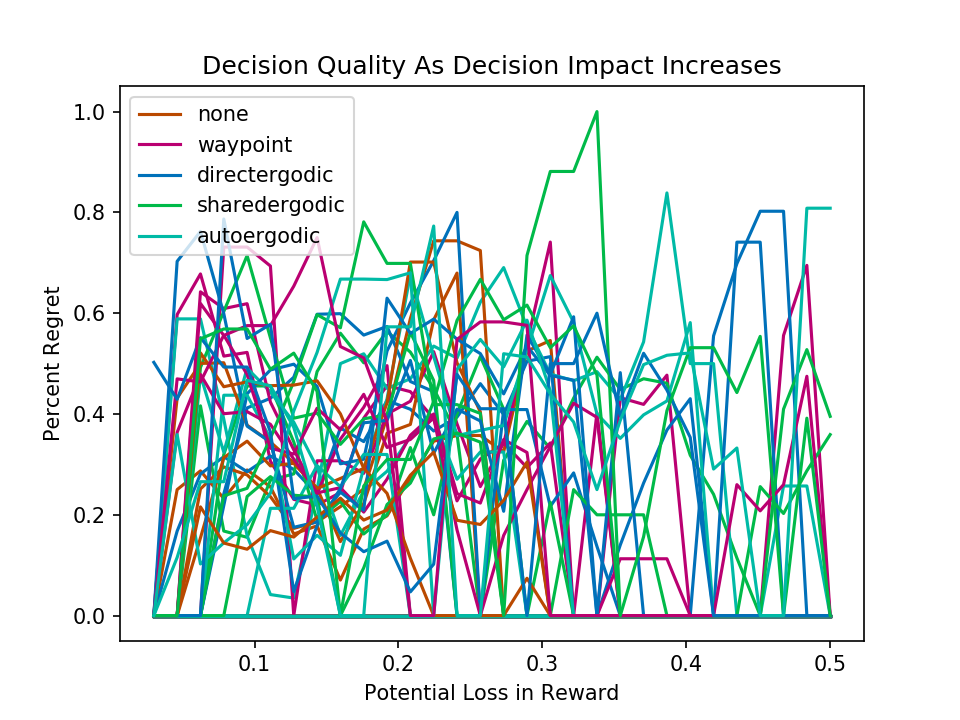 Decision Quality As Decision Impact Increases
none
waypoint
directergodic
sharedergodic
autoergodic
1.0
0.8
0.6
0.4
0.2
0.0
Percent Regret
0.1 0.2 0.3 0.4 0.5
Potential Loss in Reward